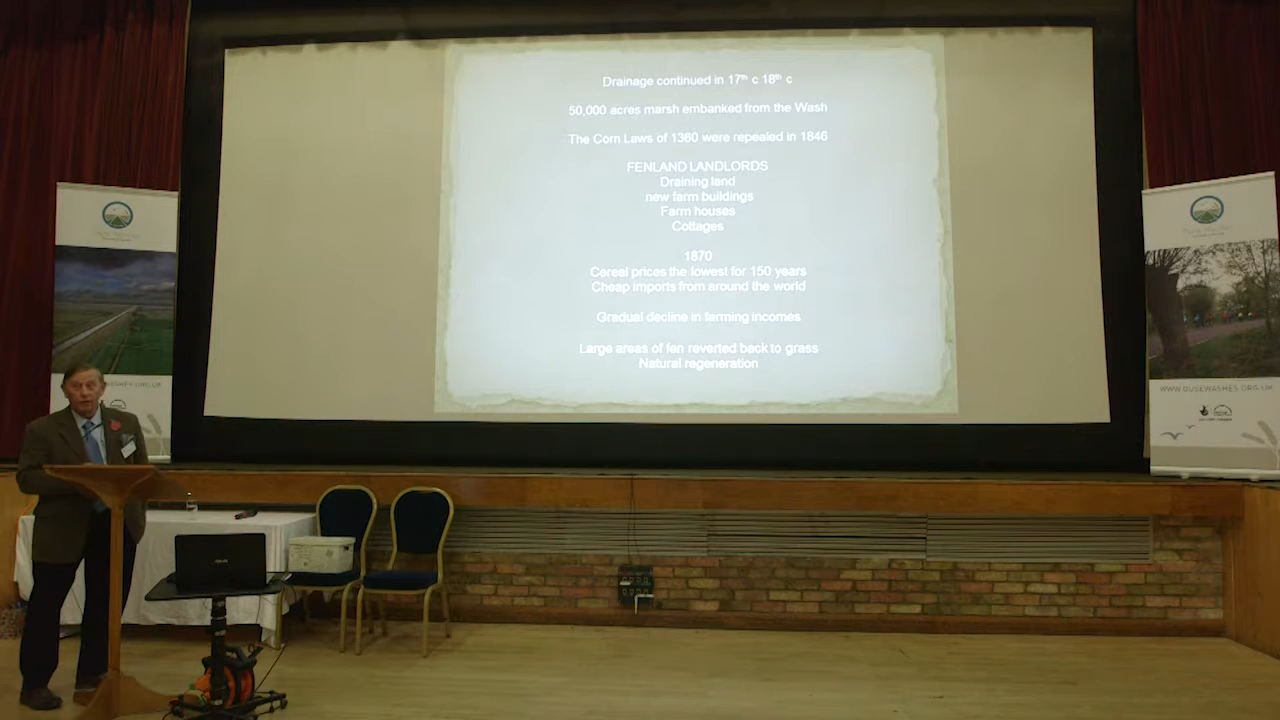 Drainage continued in 17th c 18th c
50,000 acres marsh embanked from the Wash
The Corn Laws of 1360 were repealed in 1846
FENLAND LANDLORDS
Draining land
new farm buildings
Farm houses
Cottages
1870
Cereal prices the lowest for 150 years
Cheap imports from around the world
Gradual decline in farming incomes
Large areas of fen reverted back to grass
Natural regeneration
WWW.OUSEWASHES.ORG.UK